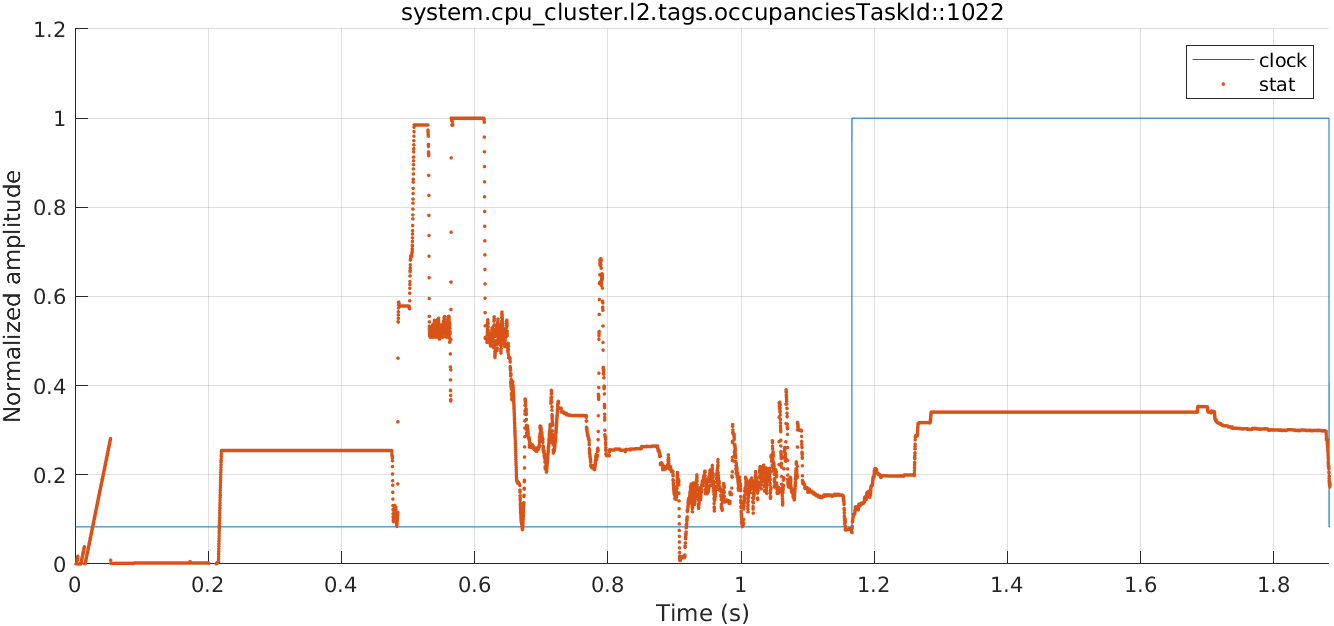 system.cpu_cluster.l2.tags.occupanciesTaskId::1022
1.2
1
0.8
0.6
0.4
0.2
0
Normalized amplitude
clock
stat
0 0.2 0.4 0.6 0.8 1 1.2 1.4 1.6 1.8
Time (s)